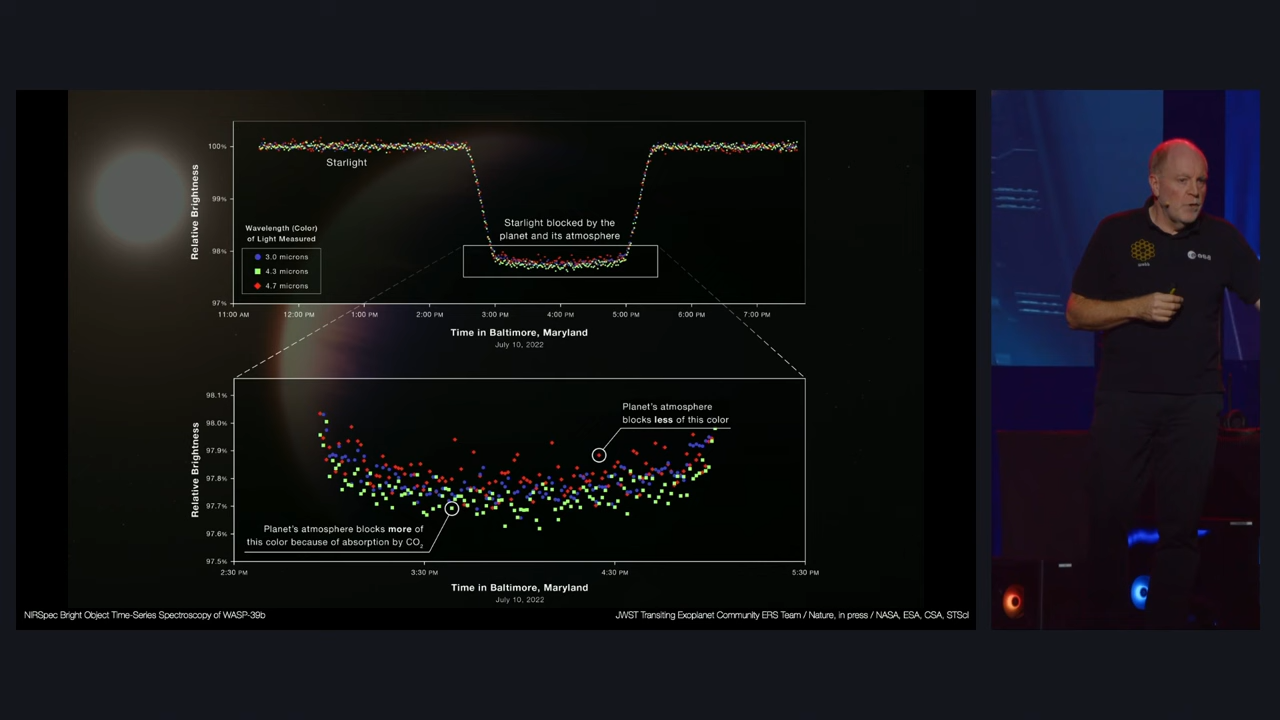 100%
99%
98%
97%
Relative Brightness
Starlight
Starlight blocked by the
planet and its atmosphere
Wavelength (Color)
of Light Measured
3.0 microns
4.3 microns
4.7 microns
11:00 AM 12:00 PM 1:00 PM 2:00 PM 3:00 PM 4:00 PM 5:00 PM 6:00 PM 7:00 PM
Time in Baltimore, Maryland
July 10, 2022
98.1%
98.0%
97.9%
97.8%
97.7%
97.6%
97.5%
Relative Brightness
Planet's atmosphere
blocks less of this color
Planet's atmosphere blocks more of
this color because of absorption by CO₂
2:30 PM 3:30 PM 4:30 PM 5:30 PM
Time in Baltimore, Maryland
July 10, 2022
NIRSpec Bright Object Time-Series Spectroscopy of WASP-39b
JWST Transiting Exoplanet Community ERS Team / Nature, in press / NASA, ESA, CSA, STScI
esa